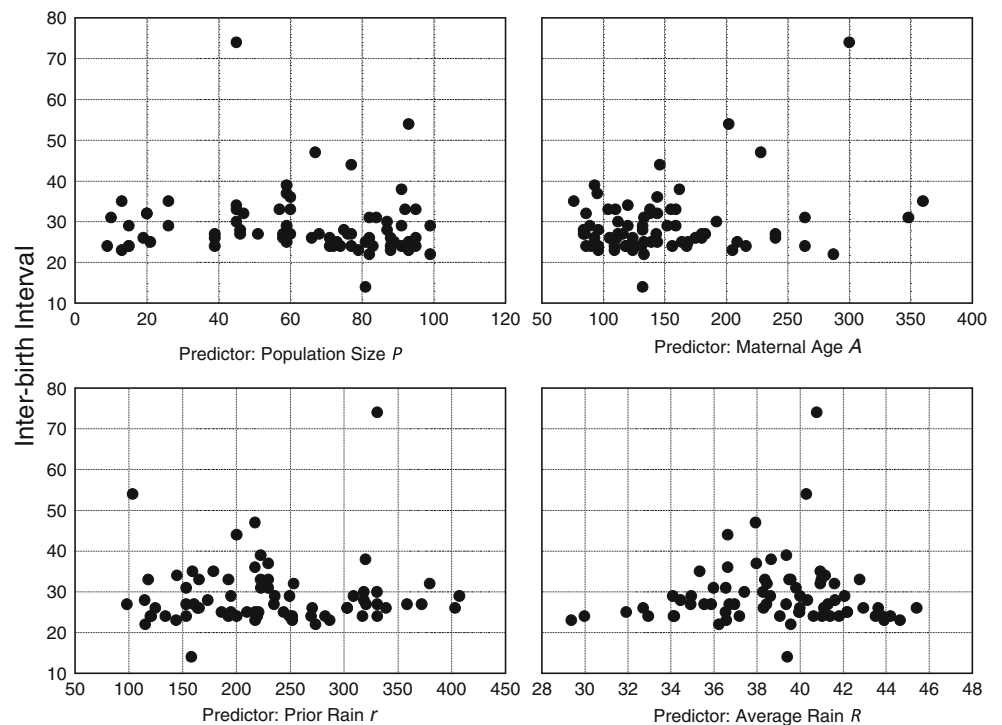 80
70
60
50
40
30
20
10
0 20 40 60 80 100 120
Predictor: Population Size P
50 100 150 200 250 300 350 400
Predictor: Maternal Age A
Inter-birth Interval
80
70
60
50
40
30
20
10
50 100 150 200 250 300 350 400 450
Predictor: Prior Rain r
28 30 32 34 36 38 40 42 44 46 48
Predictor: Average Rain R